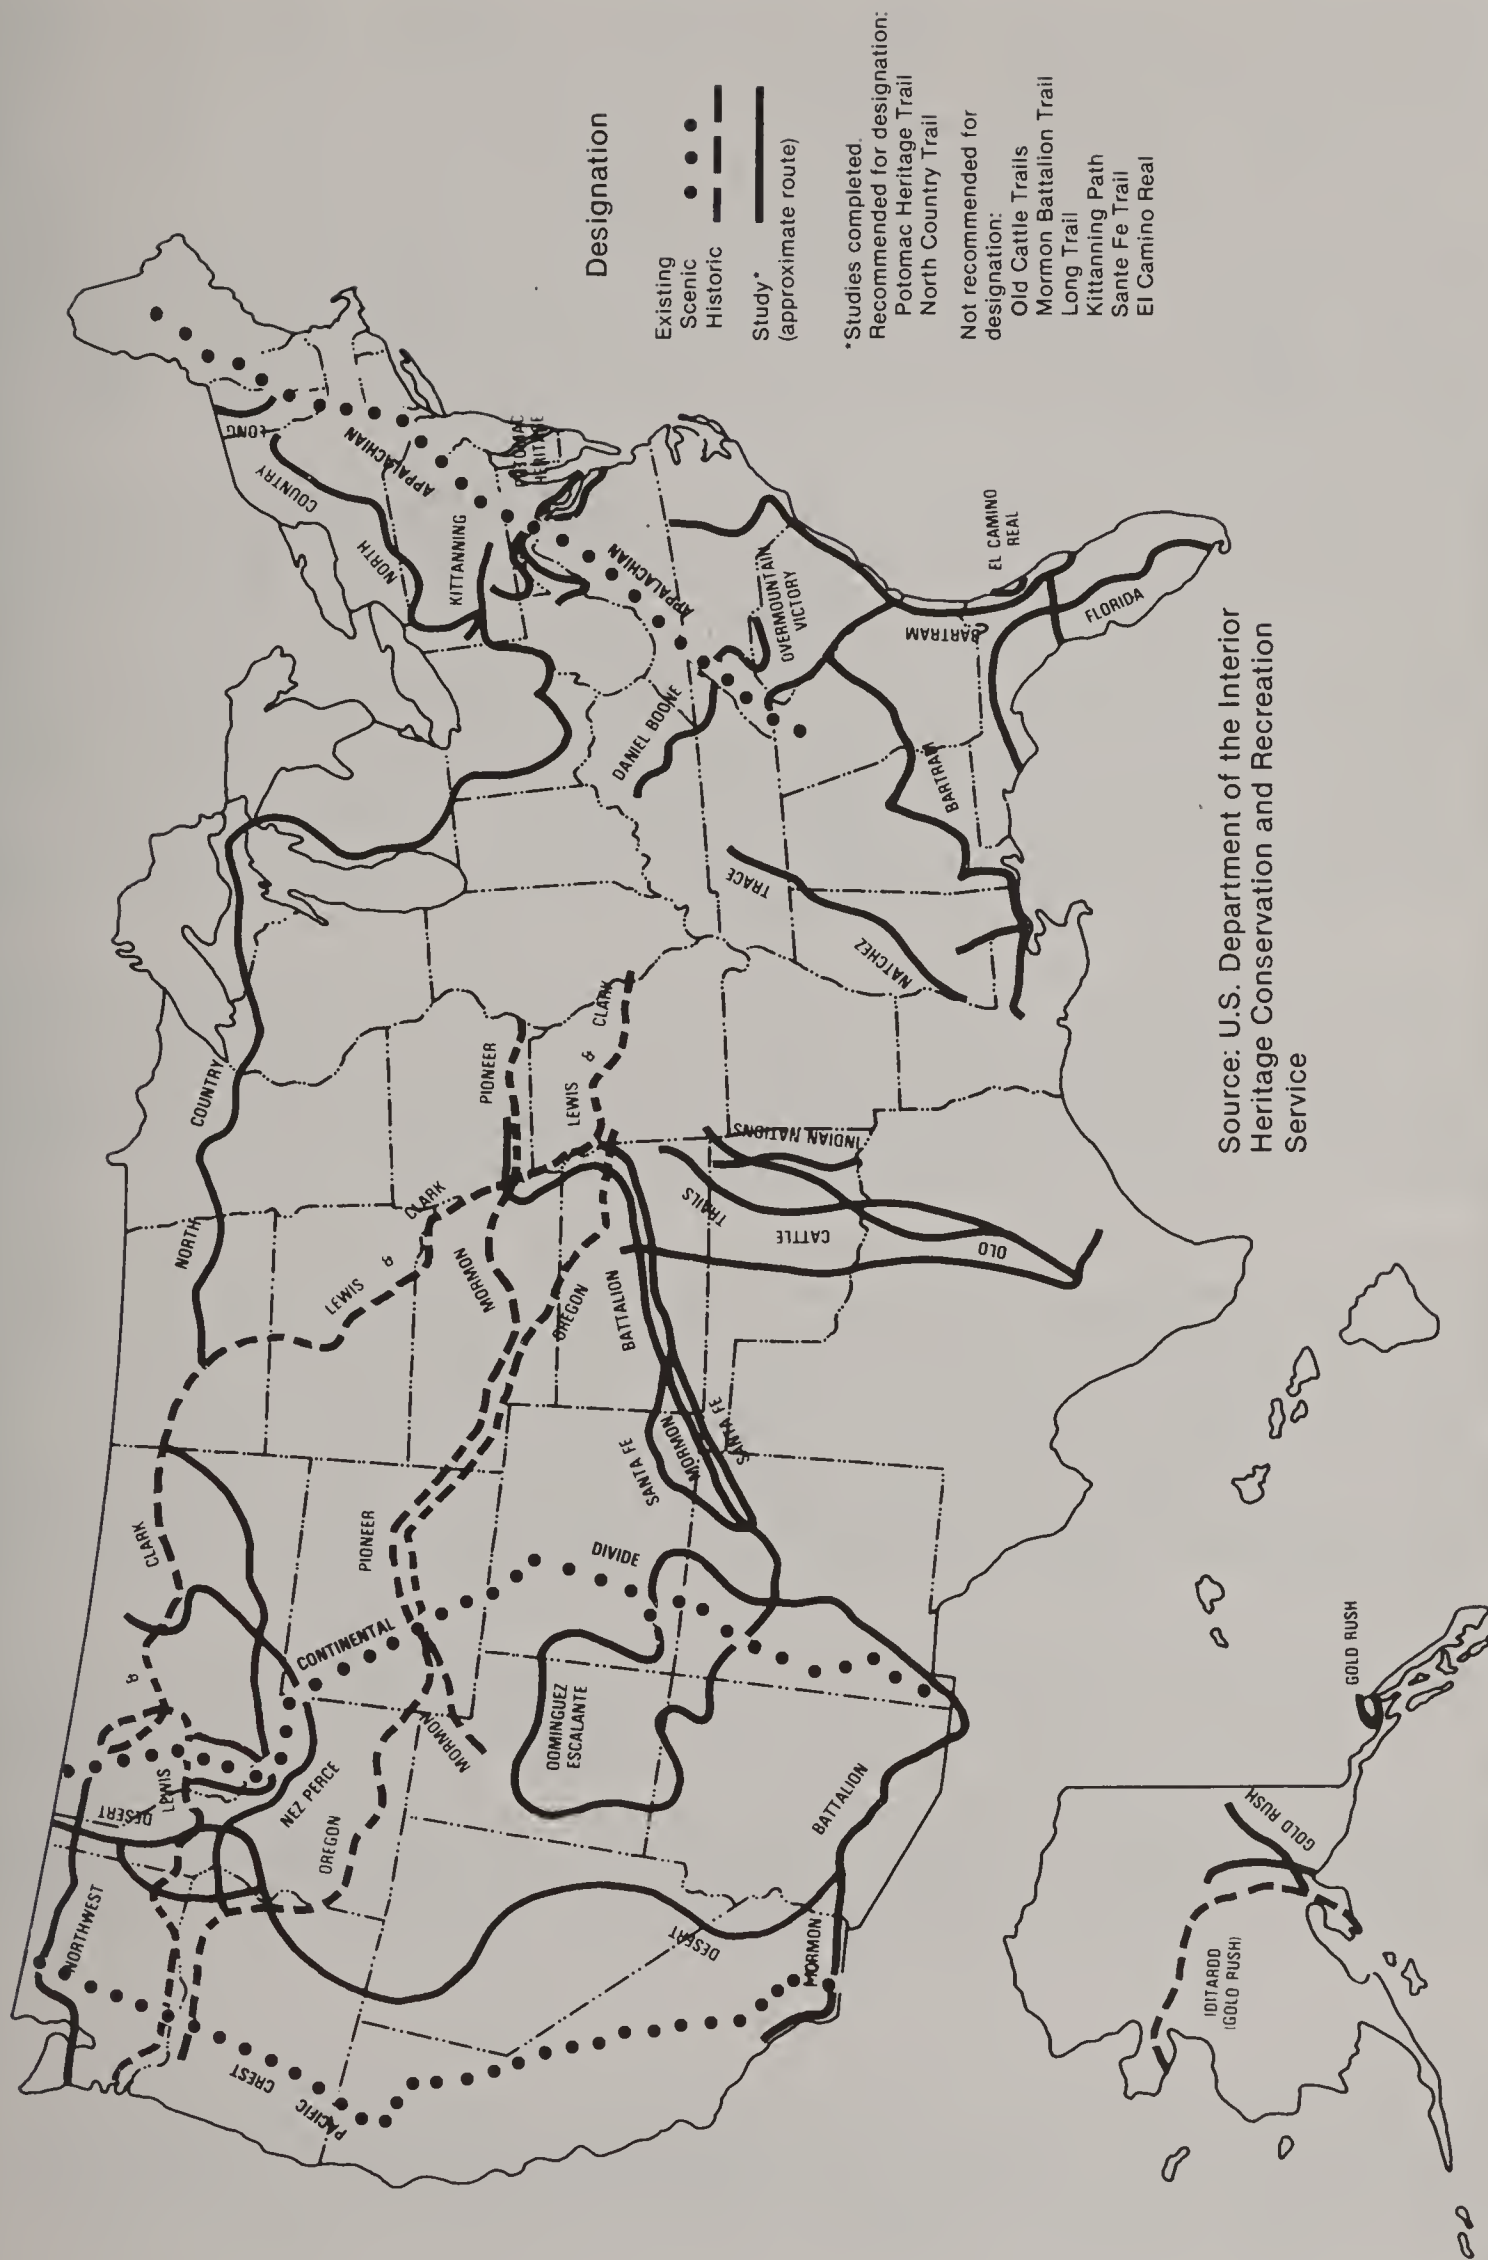 Designation
Existing
Scenic
Historic
Study*
(approximate route)
*Studies completed.
Recommended for designation:
Potomac Heritage Trail
North Country Trail
Not recommended for
designation:
Old Cattle Trails
Mormon Battalion Trail
Long Trail
Kittanning Path
Sante Fe Trail
El Camino Real
NORTHWEST
DESERT
LEWIS
&
CLARK
NEZ PERCE
OREGON
PACIFIC
CREST
CONTINENTAL
DIVIDE
PIONEER
MORMON
DOMINGUEZ
ESCALANTE
DESERT
MORMON
BATTALION
NORTH
COUNTRY
LEWIS
&
CLARK
MORMON
PIONEER
OREGON
LEWIS
&
CLARK
BATTALION
SANTA FE
MORMON
SANTA FE
OLD
CATTLE
TRAILS
INDIAN NATIONS
NATCHEZ
TRACE
DANIEL BOONE
BARTRAM
BARTRAM
OVERMOUNTAIN
VICTORY
EL CAMINO
REAL
FLORIDA
APPALACHIAN
APPALACHIAN
POTOMAC
HERITAGE
KITTANNING
NORTH
COUNTRY
LONG
IDITAROD
(GOLD RUSH)
GOLD RUSH
GOLD RUSH
Source: U.S. Department of the Interior
Heritage Conservation and Recreation
Service